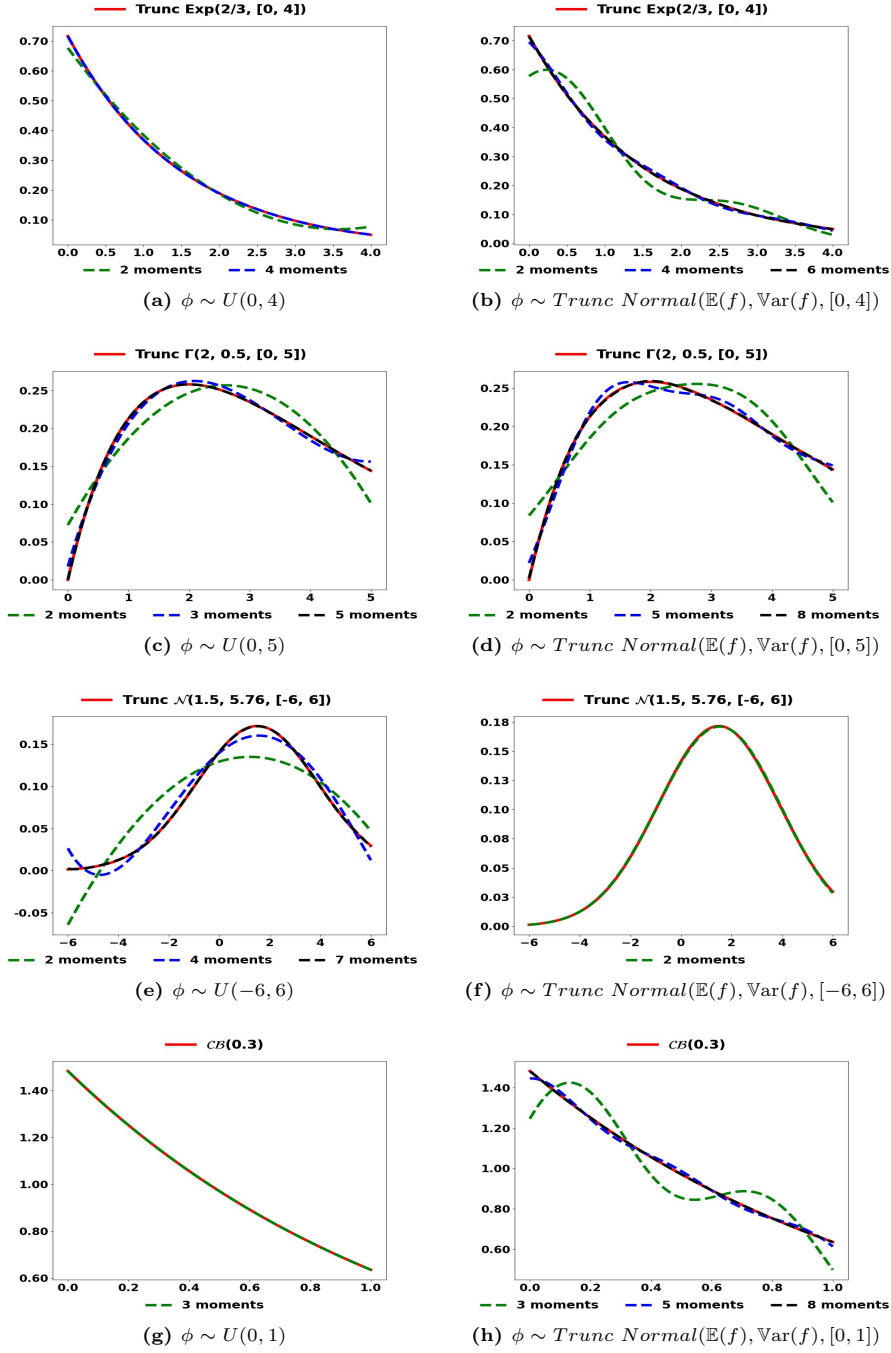 Trunc Exp(2/3, [0, 4])
0.70
0.60
0.50
0.40
0.30
0.20
0.10
0.0 0.5 1.0 1.5 2.0 2.5 3.0 3.5 4.0
2 moments 4 moments
(a) ϕ ∼ U(0, 4)
Trunc Exp(2/3, [0, 4])
0.70
0.60
0.50
0.40
0.30
0.20
0.10
0.00
0.0 0.5 1.0 1.5 2.0 2.5 3.0 3.5 4.0
2 moments 4 moments 6 moments
(b) ϕ ∼ Trunc Normal(𝔼(f), 𝕍ar(f), [0, 4])
Trunc Γ(2, 0.5, [0, 5])
0.25
0.20
0.15
0.10
0.05
0.00
0 1 2 3 4 5
2 moments 3 moments 5 moments
(c) ϕ ∼ U(0, 5)
Trunc Γ(2, 0.5, [0, 5])
0.25
0.20
0.15
0.10
0.05
0.00
0 1 2 3 4 5
2 moments 5 moments 8 moments
(d) ϕ ∼ Trunc Normal(𝔼(f), 𝕍ar(f), [0, 5])
Trunc 𝒩(1.5, 5.76, [-6, 6])
0.15
0.10
0.05
0.00
-0.05
−6 −4 −2 0 2 4 6
2 moments 4 moments 7 moments
(e) ϕ ∼ U(−6, 6)
Trunc 𝒩(1.5, 5.76, [-6, 6])
0.18
0.15
0.13
0.10
0.08
0.05
0.03
0.00
−6 −4 −2 0 2 4 6
2 moments
(f) ϕ ∼ Trunc Normal(𝔼(f), 𝕍ar(f), [−6, 6])
𝒞ℬ(0.3)
1.40
1.20
1.00
0.80
0.60
0.0 0.2 0.4 0.6 0.8 1.0
3 moments
(g) ϕ ∼ U(0, 1)
𝒞ℬ(0.3)
1.40
1.20
1.00
0.80
0.60
0.0 0.2 0.4 0.6 0.8 1.0
3 moments 5 moments 8 moments
(h) ϕ ∼ Trunc Normal(𝔼(f), 𝕍ar(f), [0, 1])